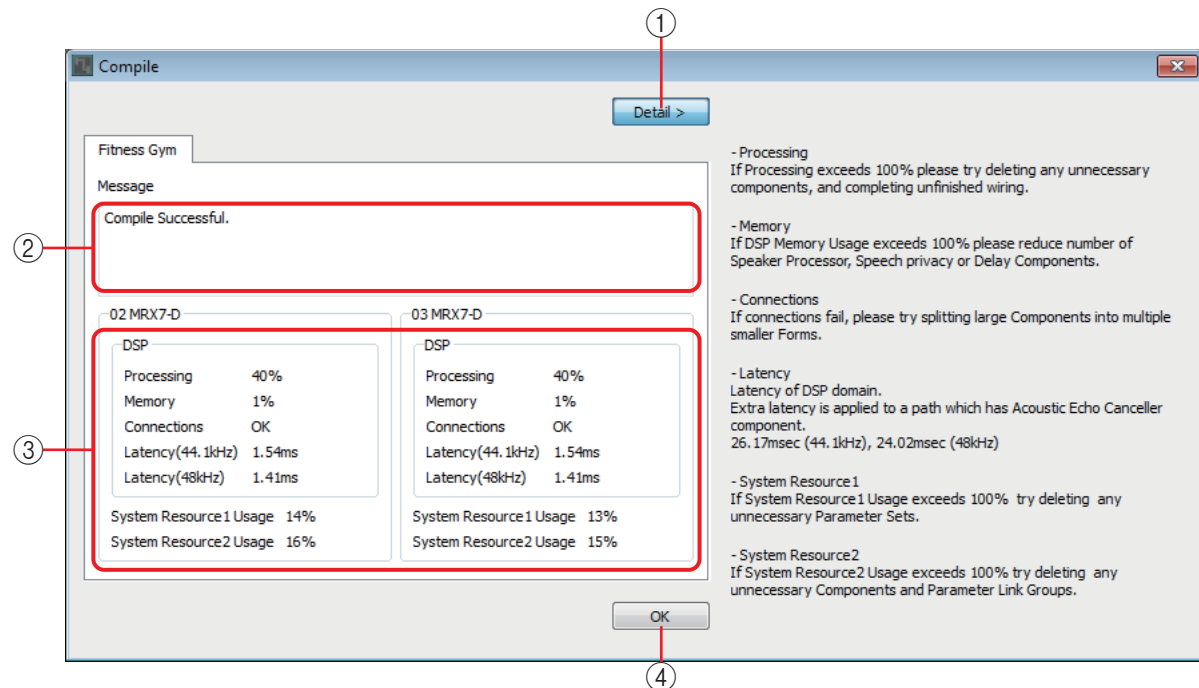 ①
Compile
Detail >
Fitness Gym
Message
②
Compile Successful.
③
02 MRX7-D
DSP
Processing 40%
Memory 1%
Connections OK
Latency(44.1kHz) 1.54ms
Latency(48kHz) 1.41ms
System Resource1 Usage 14%
System Resource2 Usage 16%
03 MRX7-D
DSP
Processing 40%
Memory 1%
Connections OK
Latency(44.1kHz) 1.54ms
Latency(48kHz) 1.41ms
System Resource1 Usage 13%
System Resource2 Usage 15%
- Processing
If Processing exceeds 100% please try deleting any unnecessary
components, and completing unfinished wiring.
- Memory
If DSP Memory Usage exceeds 100% please reduce number of
Speaker Processor, Speech privacy or Delay Components.
- Connections
If connections fail, please try splitting large Components into multiple
smaller Forms.
- Latency
Latency of DSP domain.
Extra latency is applied to a path which has Acoustic Echo Canceller
component.
26.17msec (44.1kHz), 24.02msec (48kHz)
- System Resource1
If System Resource1 Usage exceeds 100% try deleting any
unnecessary Parameter Sets.
- System Resource2
If System Resource2 Usage exceeds 100% try deleting any
unnecessary Components and Parameter Link Groups.
OK
④